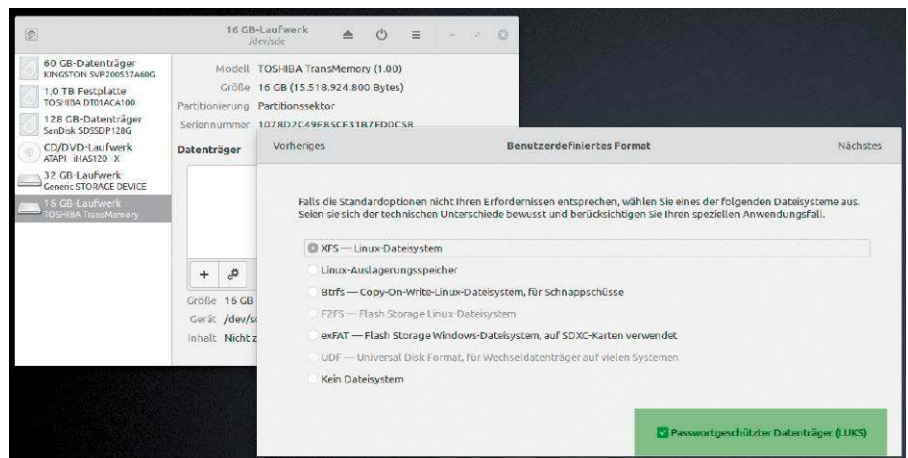 16 GB-Laufwerk
/dev/sde
60 GB-Datenträger
KINGSTON SVP200S37A60G
1,0 TB Festplatte
TOSHIBA DT01ACA100
128 GB-Datenträger
SanDisk SDSSDP128G
CD/DVD-Laufwerk
ATAPI iHAS120 X
32 GB-Laufwerk
Generic STORAGE DEVICE
16 GB-Laufwerk
TOSHIBA TransMemory
Modell TOSHIBA TransMemory (1.00)
Größe 16 GB (15.518.924.800 Bytes)
Partitionierung Partitionssektor
Seriennummer
Datenträger
Größe 16 GB
Gerät /dev/s
Inhalt Nicht z
Vorheriges Benutzerdefiniertes Format Nächstes
Falls die Standardoptionen nicht Ihren Erfordernissen entsprechen, wählen Sie eines der folgenden Dateisysteme aus.
Seien sie sich der technischen Unterschiede bewusst und berücksichtigen Sie Ihren speziellen Anwendungsfall.
XFS — Linux-Dateisystem
Linux-Auslagerungsspeicher
Btrfs — Copy-On-Write-Linux-Dateisystem, für Schnappschüsse
F2FS — Flash Storage Linux-Dateisystem
exFAT — Flash Storage Windows-Dateisystem, auf SDXC-Karten verwendet
UDF — Universal Disk Format, für Wechseldatenträger auf vielen Systemen
Kein Dateisystem
Passwortgeschützter Datenträger (LUKS)